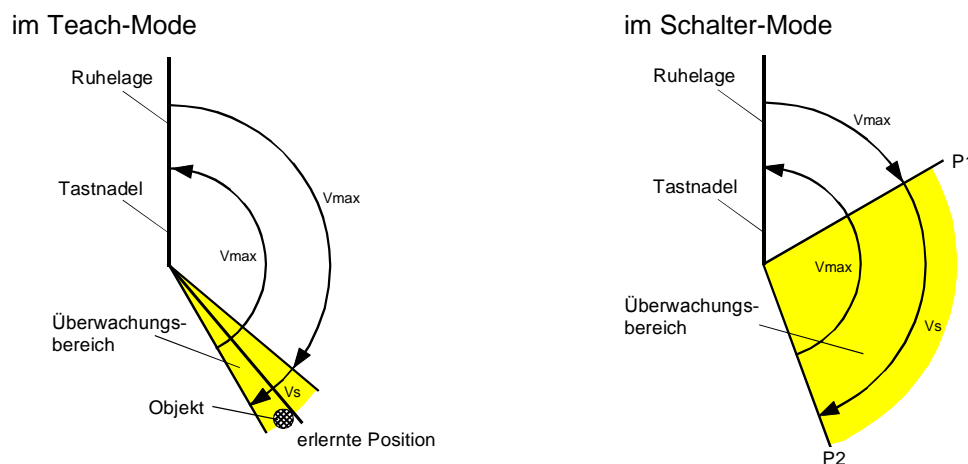 im Teach-Mode
Ruhelage
Tastnadel
Vmax
Vmax
Überwachungs-
bereich
Vs
Objekt
erlernte Position
im Schalter-Mode
Ruhelage
Vmax
P1
Tastnadel
Vmax
Überwachungs-
bereich
Vs
P2